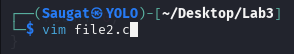 ┌──(Saugat㉿YOLO)-[~/Desktop/Lab3]
└─$ vim file2.c